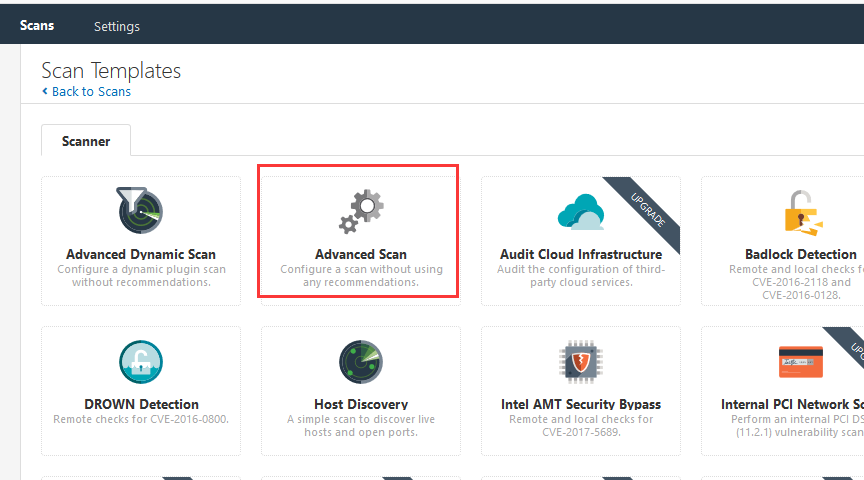 Scans Settings
Scan Templates
Back to Scans
Scanner
Advanced Dynamic Scan
Configure a dynamic plugin scan
without recommendations.
Advanced Scan
Configure a scan without using
any recommendations.
UPGRADE
Audit Cloud Infrastructure
Audit the configuration of third-
party cloud services.
Badlock Detection
Remote and local checks f
CVE-2016-2118 and
CVE-2016-0128.
DROWN Detection
Remote checks for CVE-2016-0800.
Host Discovery
A simple scan to discover live
hosts and open ports.
Intel AMT Security Bypass
Remote and local checks for
CVE-2017-5689.
UPG
Internal PCI Network Sc
Perform an internal PCI DS
(11.2.1) vulnerability scan